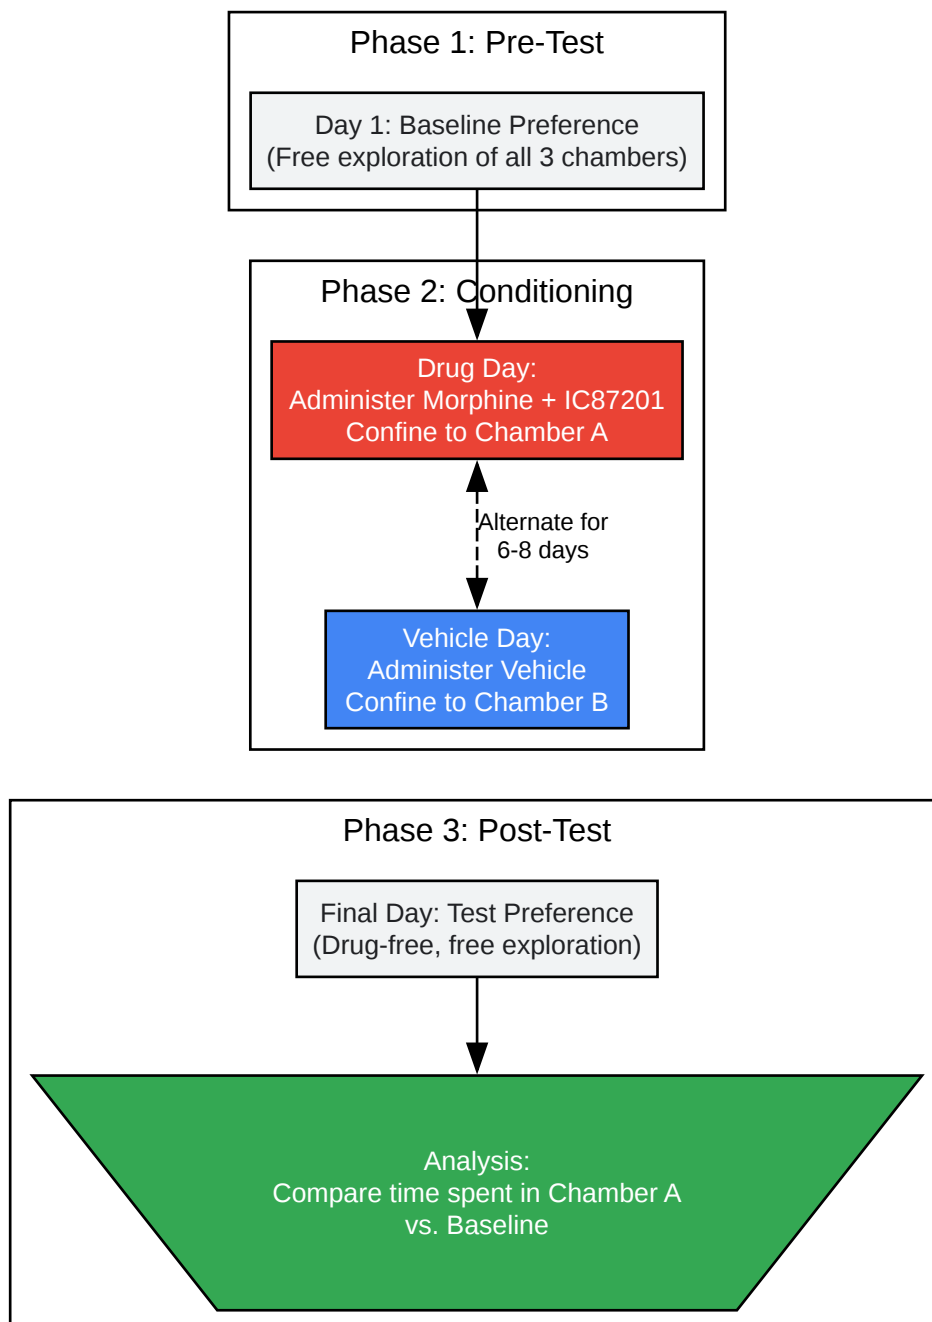 Phase 1: Pre-Test
Day 1: Baseline Preference
(Free exploration of all 3 chambers)
Phase 2: Conditioning
Drug Day:
Administer Morphine + IC87201
Confine to Chamber A
Alternate for
6-8 days
Vehicle Day:
Administer Vehicle
Confine to Chamber B
Phase 3: Post-Test
Final Day: Test Preference
(Drug-free, free exploration)
Analysis:
Compare time spent in Chamber A
vs. Baseline